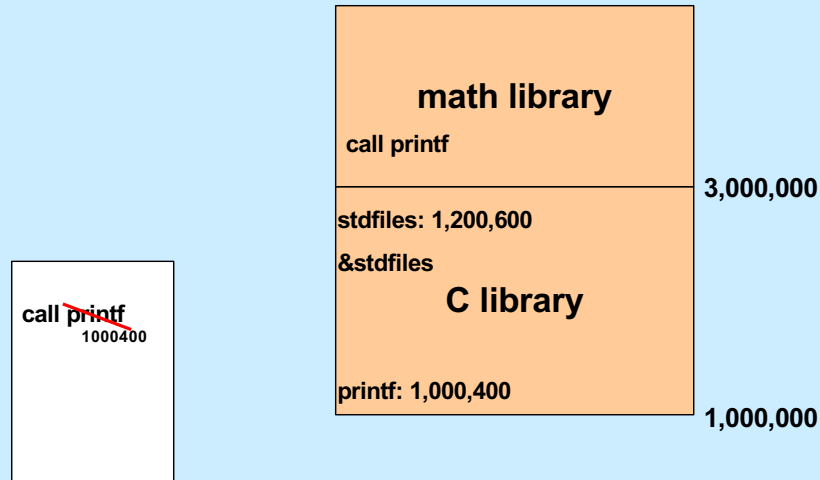 math library
call printf
3,000,000
stdfiles: 1,200,600
&stdfiles
C library
call printf
1000400
printf: 1,000,400
1,000,000